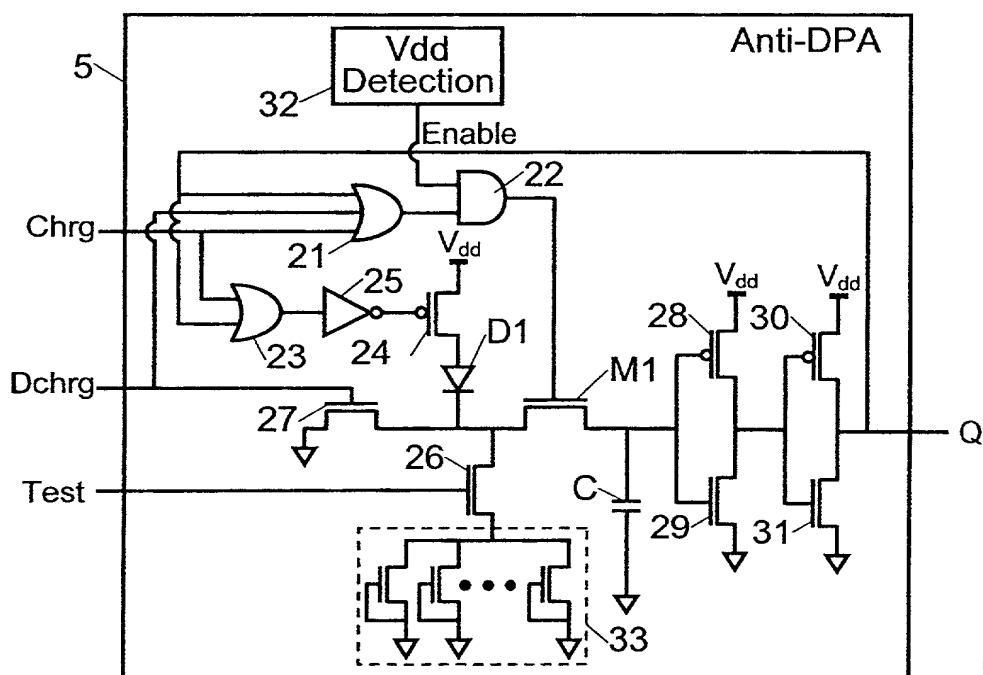 Anti-DPA
5
Vdd
Detection
32
Enable
22
Chrg
21
Vdd
25
Vdd
Vdd
28
30
23
24
D1
M1
Dchrg
27
Q
26
Test
C
29
31
33